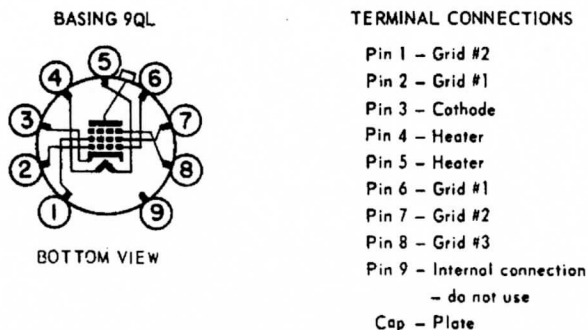 BASING 9QL
5
4
6
3
7
2
8
1
9
BOTTOM VIEW
TERMINAL CONNECTIONS
Pin 1 – Grid #2
Pin 2 – Grid #1
Pin 3 – Cathode
Pin 4 – Heater
Pin 5 – Heater
Pin 6 – Grid #1
Pin 7 – Grid #2
Pin 8 – Grid #3
Pin 9 – Internal connection
– do not use
Cap – Plate